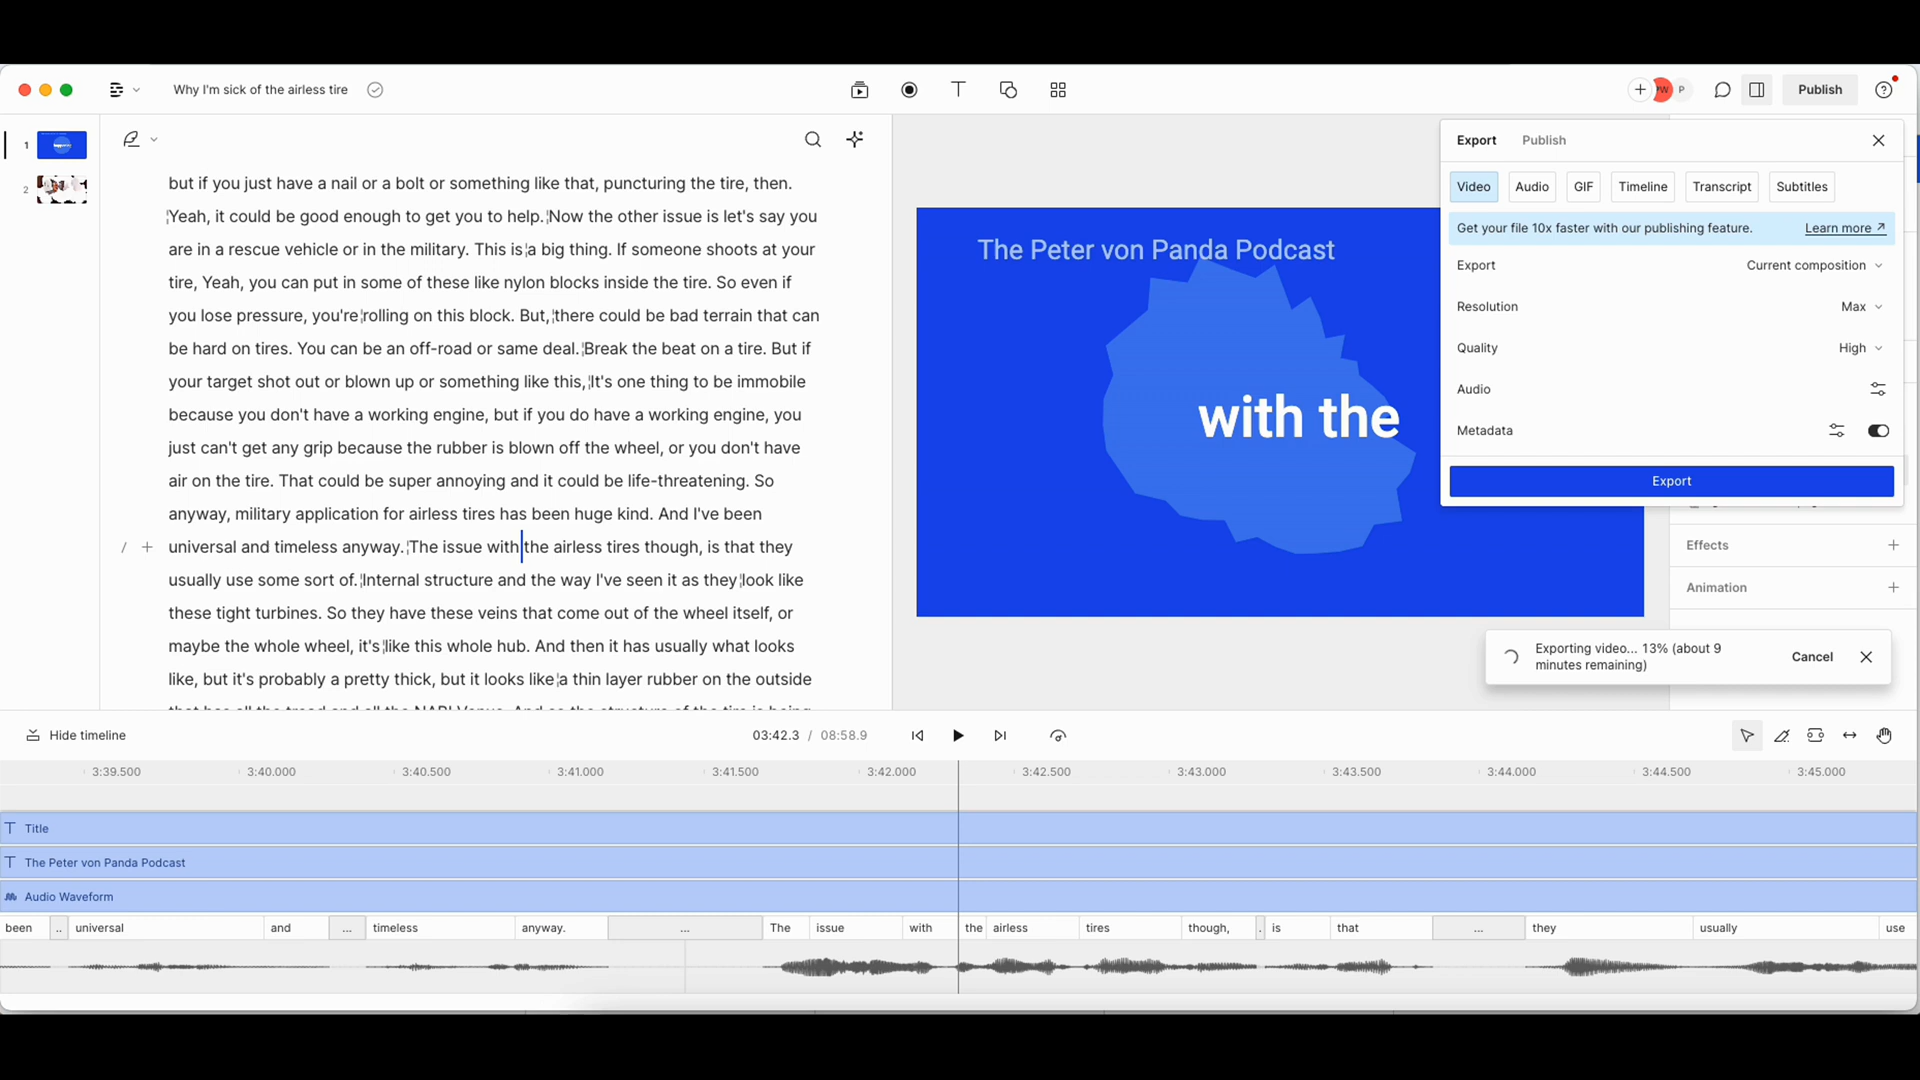 Why I'm sick of the airless tire
PW
P
Publish
1
2
but if you just have a nail or a bolt or something like that, puncturing the tire, then.
Yeah, it could be good enough to get you to help. Now the other issue is let's say you
are in a rescue vehicle or in the military. This is a big thing. If someone shoots at your
tire, Yeah, you can put in some of these like nylon blocks inside the tire. So even if
you lose pressure, you're rolling on this block. But, there could be bad terrain that can
be hard on tires. You can be an off-road or same deal. Break the beat on a tire. But if
your target shot out or blown up or something like this, It's one thing to be immobile
because you don't have a working engine, but if you do have a working engine, you
just can't get any grip because the rubber is blown off the wheel, or you don't have
air on the tire. That could be super annoying and it could be life-threatening. So
anyway, military application for airless tires has been huge kind. And I've been
/ + universal and timeless anyway. The issue with the airless tires though, is that they
usually use some sort of. Internal structure and the way I've seen it as they look like
these tight turbines. So they have these veins that come out of the wheel itself, or
maybe the whole wheel, it's like this whole hub. And then it has usually what looks
like, but it's probably a pretty thick, but it looks like a thin layer rubber on the outside
The Peter von Panda Podcast
with the
Export Publish
Video Audio GIF Timeline Transcript Subtitles
Get your file 10x faster with our publishing feature. Learn more
Export Current composition
Resolution Max
Quality High
Audio
Metadata
Export
Effects
Animation
Exporting video... 13% (about 9
minutes remaining)
Cancel
Hide timeline
03:42.3 / 08:58.9
3:39.500 3:40.000 3:40.500 3:41.000 3:41.500 3:42.000 3:42.500 3:43.000 3:43.500 3:44.000 3:44.500 3:45.000
Title
The Peter von Panda Podcast
Audio Waveform
been .. universal and ... timeless anyway. ... The issue with the airless tires though, . is that ... they usually use